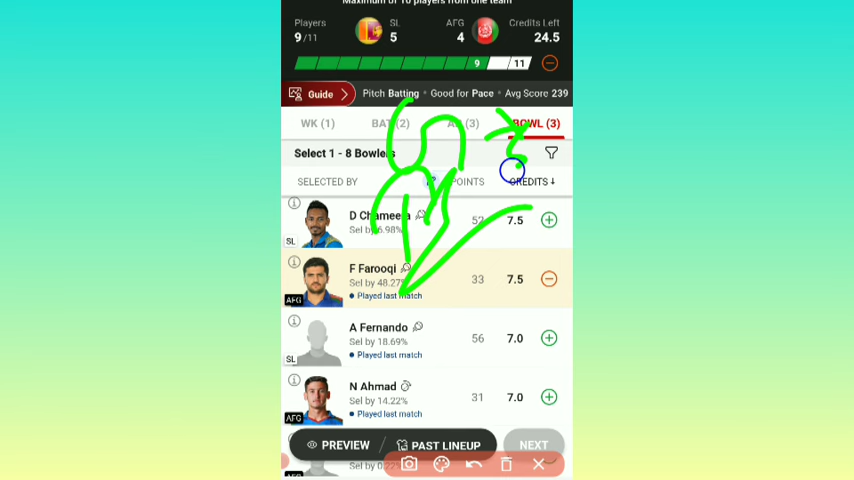 Maximum of 10 players from one team
Players SL AFG Credits Left
9/11 5 4 24.5
9 11
Guide Pitch Batting Good for Pace Avg Score 239
WK (1) BAT (2) (3) BOWL (3)
Select 1 - 8 Bowlers
SELECTED BY POINTS CREDITS ↓
D Chameera
Sel by 6.98% 52 7.5
SL
F Farooqi
Sel by 48.27% 33 7.5
Played last match
AFG
A Fernando
Sel by 18.69% 56 7.0
Played last match
SL
N Ahmad
Sel by 14.22% 31 7.0
Played last match
AFG
PREVIEW / PAST LINEUP NEXT